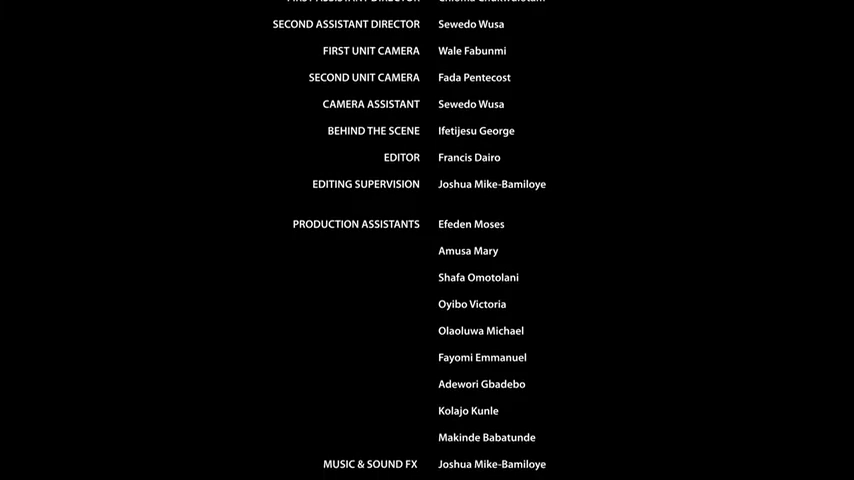 SECOND ASSISTANT DIRECTOR Sewedo Wusa
FIRST UNIT CAMERA Wale Fabunmi
SECOND UNIT CAMERA Fada Pentecost
CAMERA ASSISTANT Sewedo Wusa
BEHIND THE SCENE Ifetijesu George
EDITOR Francis Dairo
EDITING SUPERVISION Joshua Mike-Bamiloye
PRODUCTION ASSISTANTS Efeden Moses
Amusa Mary
Shafa Omotolani
Oyibo Victoria
Olaoluwa Michael
Fayomi Emmanuel
Adewori Gbadebo
Kolajo Kunle
Makinde Babatunde
MUSIC & SOUND FX Joshua Mike-Bamiloye